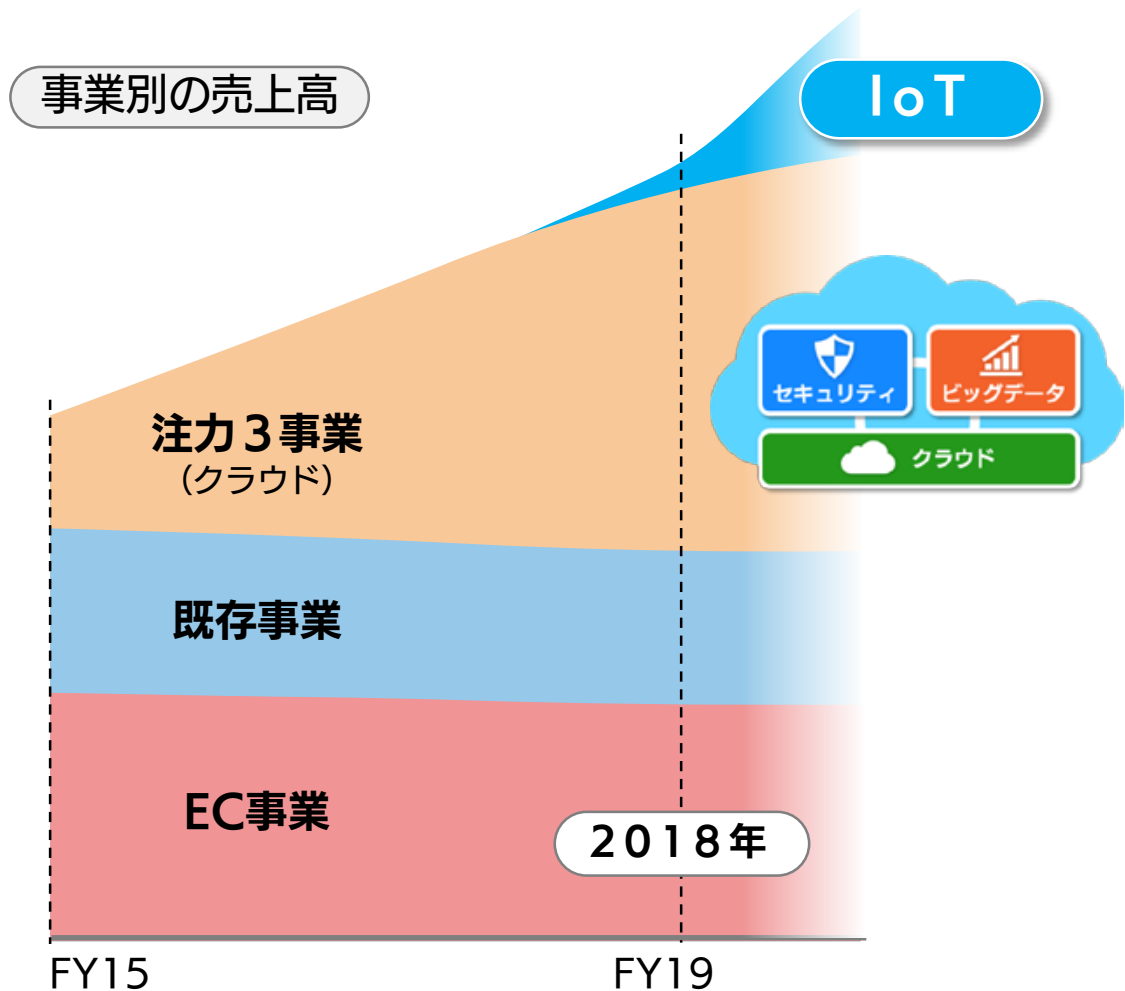 事業別の売上高
IoT
セキュリティ
ビッグデータ
クラウド
注力３事業
（クラウド）
既存事業
EC事業
２０１８年
FY15
FY19